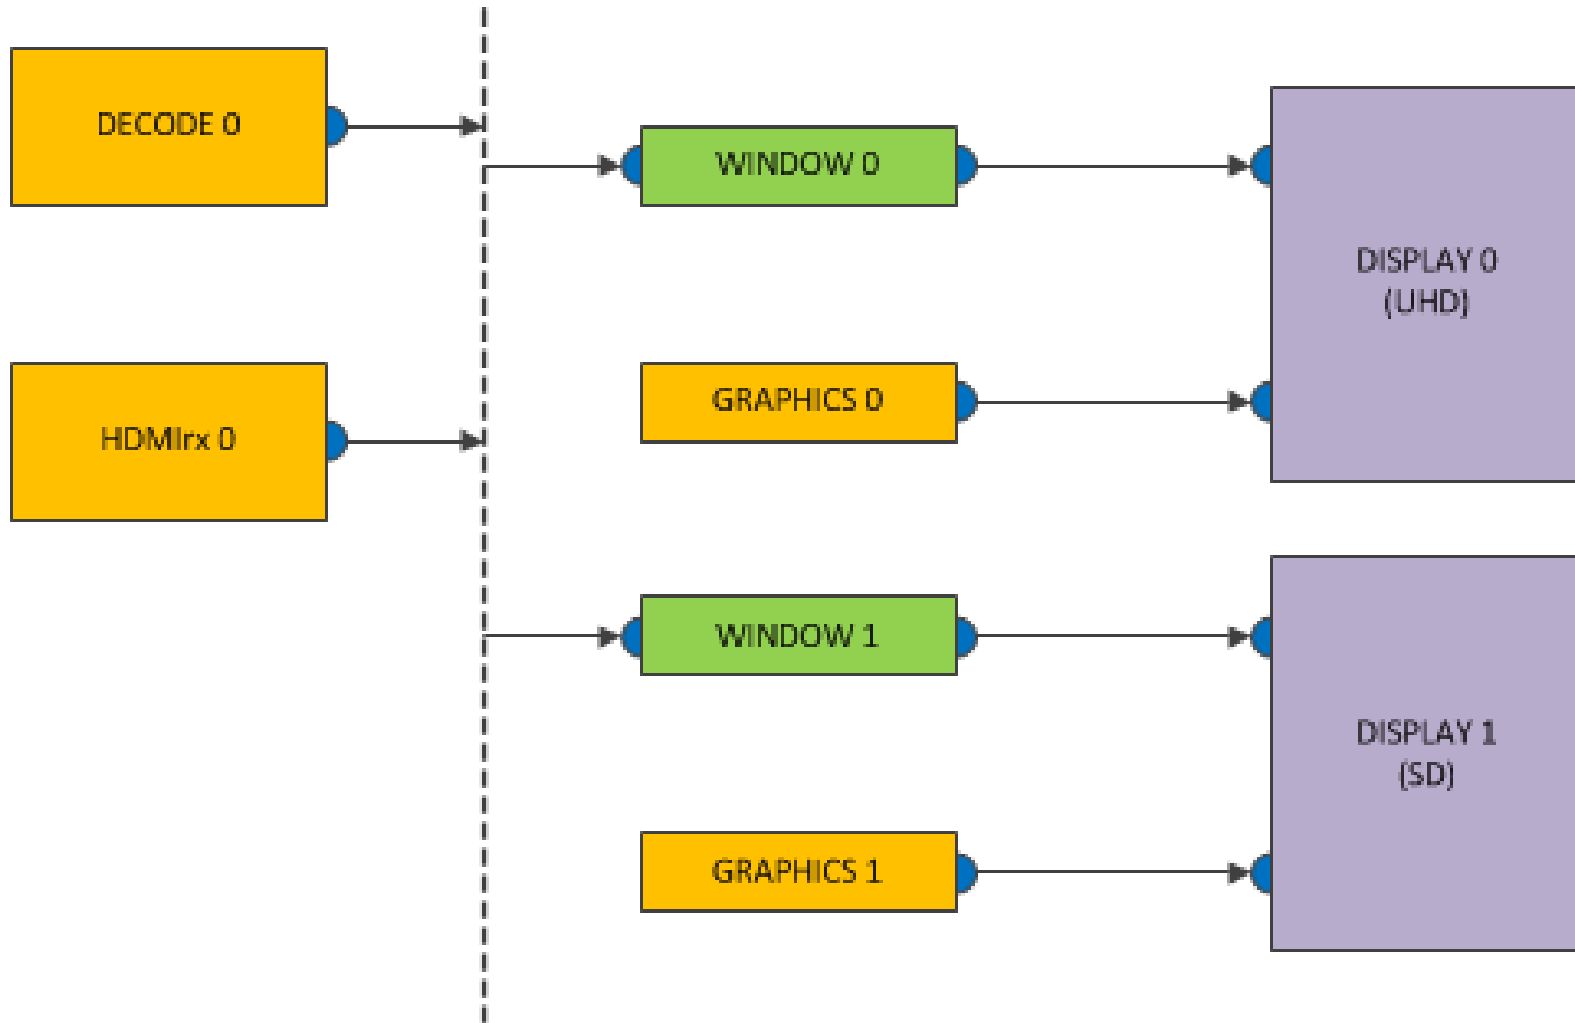 DECODE 0
WINDOW 0
DISPLAY 0
(UHD)
HDMIrx 0
GRAPHICS 0
WINDOW 1
DISPLAY 1
(SD)
GRAPHICS 1